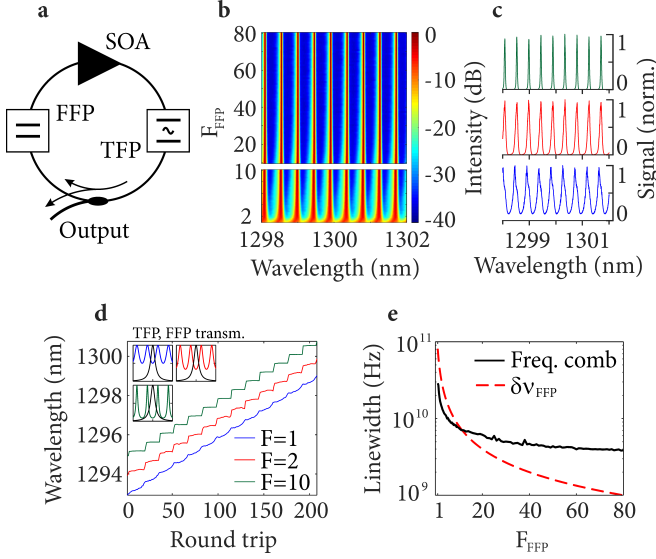 a
SOA
FFP
TFP
Output
b
F_FFP
80
60
40
20
10
2
1298 1300 1302
Wavelength (nm)
0
-10
-20
-30
-40
Intensity (dB)
c
1
0
1
0
1
0
Signal (norm.)
1299 1301
Wavelength (nm)
d
TFP, FFP transm.
Wavelength (nm)
1300
1298
1296
1294
F=1
F=2
F=10
0 50 100 150 200
Round trip
e
Linewidth (Hz)
10^11
10^10
10^9
Freq. comb
δν_FFP
1 20 40 60 80
F_FFP